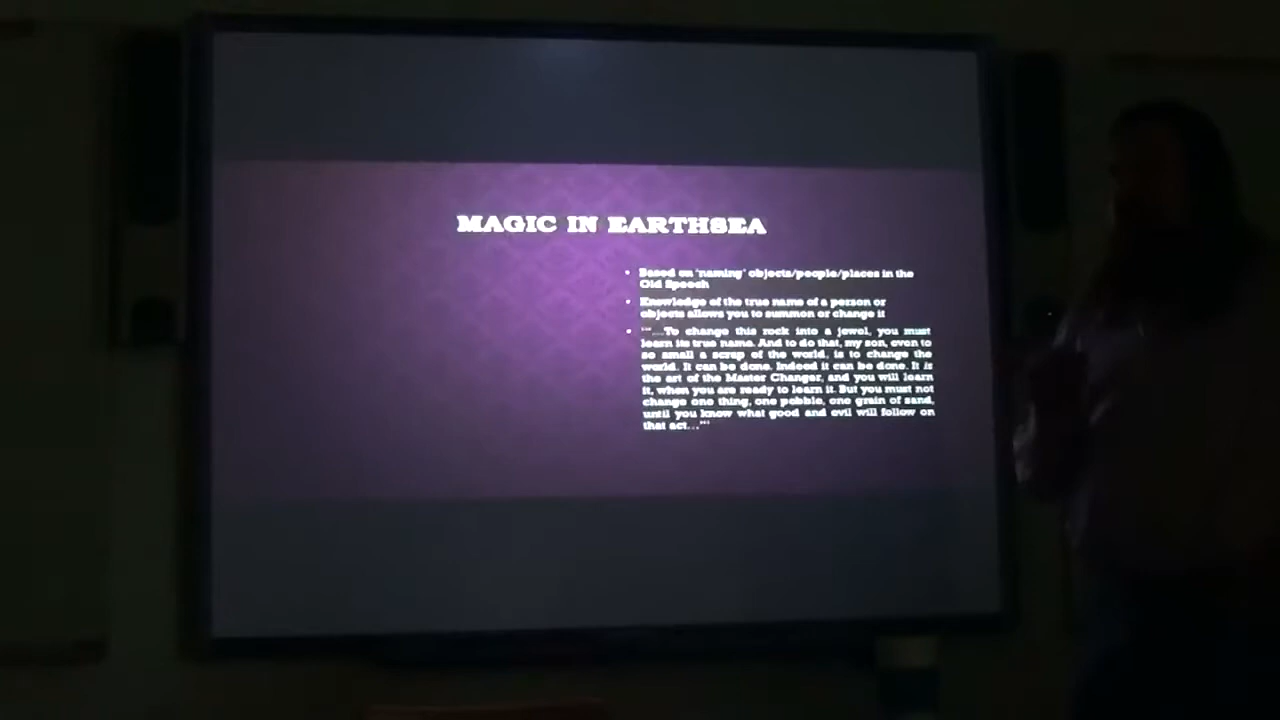 MAGIC IN EARTHSEA
• Based on 'naming' objects/people/places in the
Old Speech
• Knowledge of the true name of a person or
objects allows you to summon or change it
• "'...To change this rock into a jewel, you must
learn its true name. And to do that, my son, even to
so small a scrap of the world, is to change the
world. It can be done. Indeed it can be done. It is
the art of the Master Changer, and you will learn
it, when you are ready to learn it. But you must not
change one thing, one pebble, one grain of sand,
until you know what good and evil will follow on
that act...'"